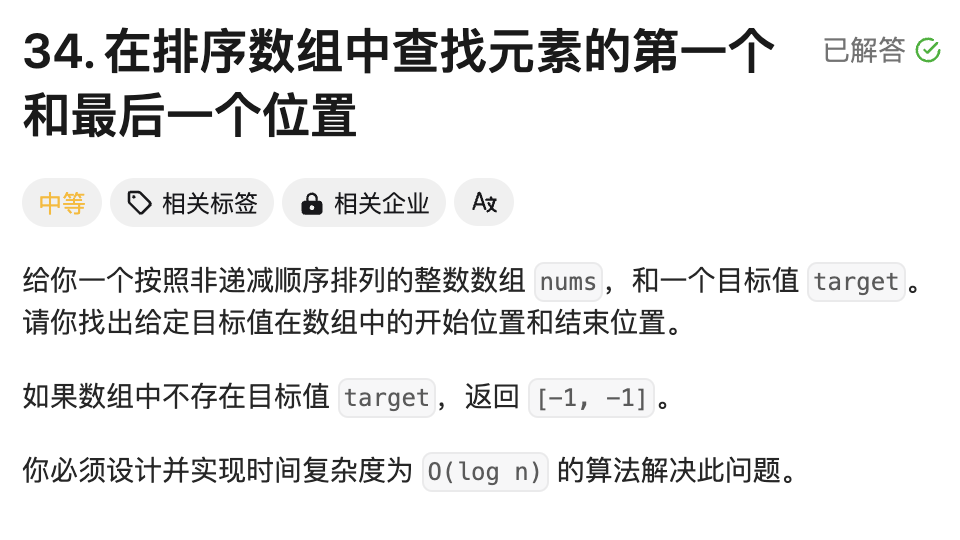 34. 在排序数组中查找元素的第一个
和最后一个位置
已解答
中等
相关标签
相关企业
A文
给你一个按照非递减顺序排列的整数数组 nums，和一个目标值 target。
请你找出给定目标值在数组中的开始位置和结束位置。
如果数组中不存在目标值 target，返回 [-1, -1]。
你必须设计并实现时间复杂度为 O(log n) 的算法解决此问题。